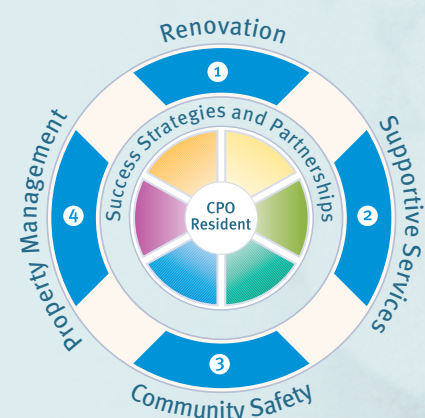 Renovation
1
Success Strategies and Partnerships
Property Management
4
CPO
Resident
2
Supportive Services
3
Community Safety